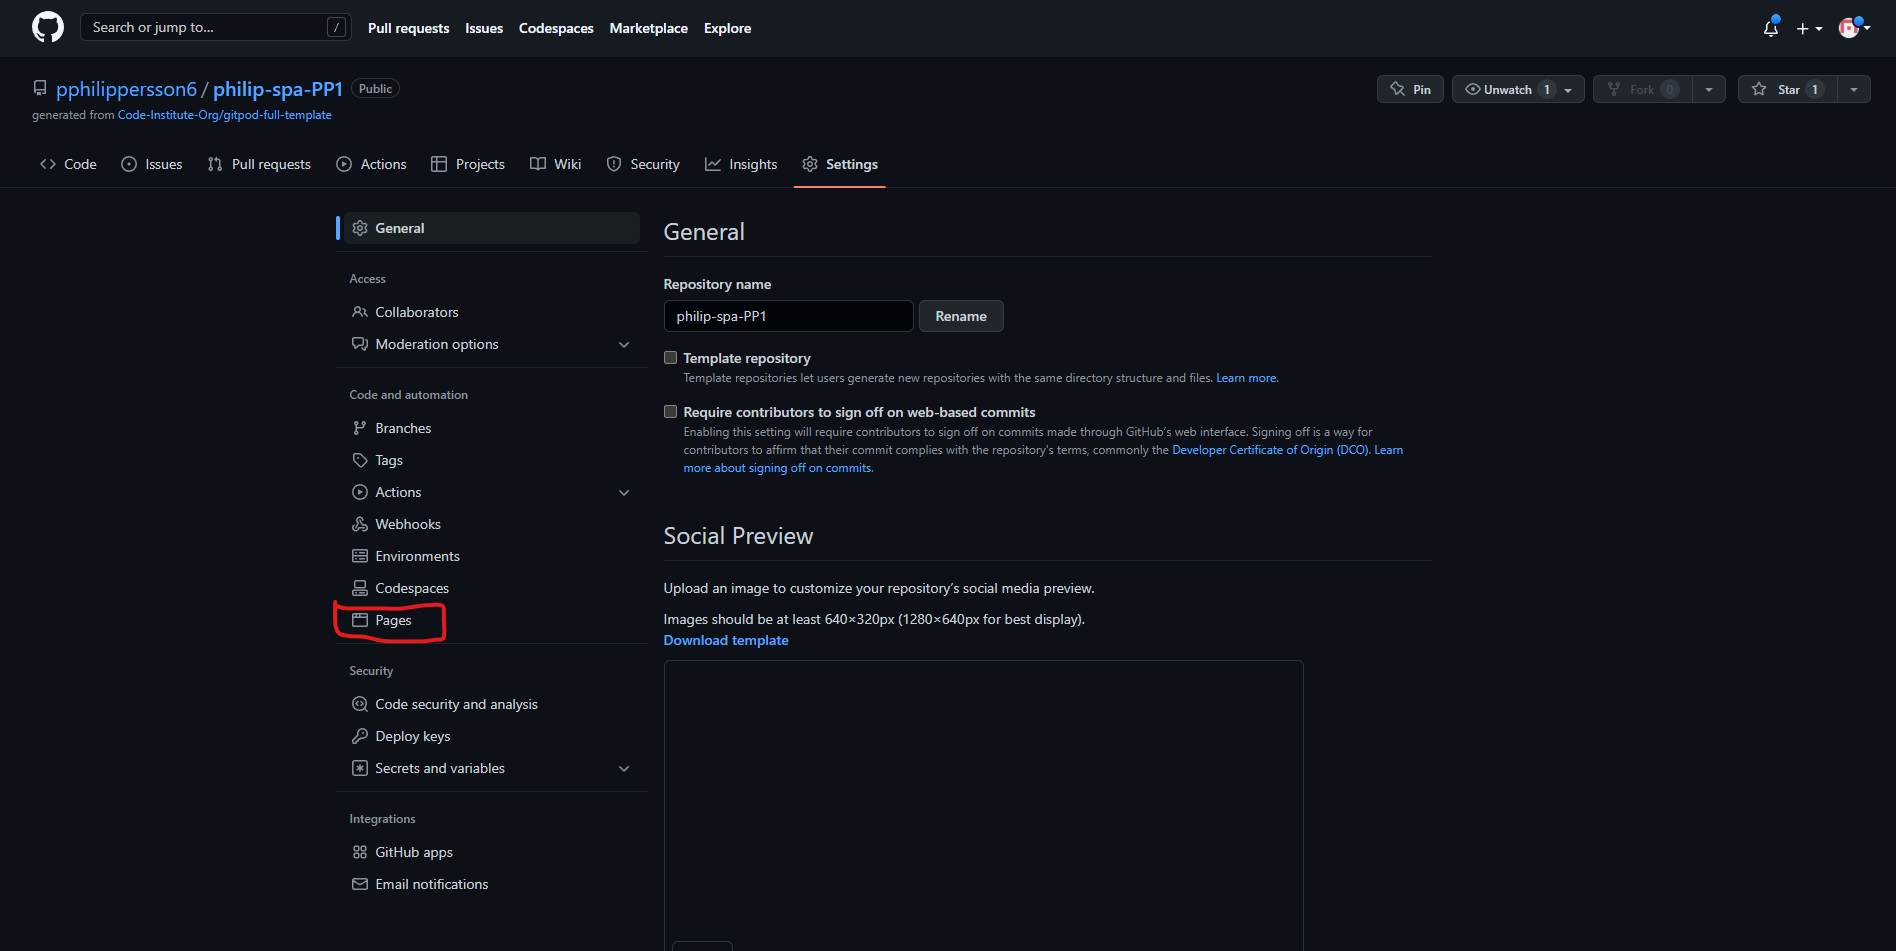 Search or jump to... /
Pull requests Issues Codespaces Marketplace Explore
pphilippersson6 / philip-spa-PP1 Public
generated from Code-Institute-Org/gitpod-full-template
Pin Unwatch 1 Fork 0 Star 1
Code Issues Pull requests Actions Projects Wiki Security Insights Settings
General
Access
Collaborators
Moderation options
Code and automation
Branches
Tags
Actions
Webhooks
Environments
Codespaces
Pages
Security
Code security and analysis
Deploy keys
Secrets and variables
Integrations
GitHub apps
Email notifications
General
Repository name
philip-spa-PP1 Rename
Template repository
Template repositories let users generate new repositories with the same directory structure and files. Learn more.
Require contributors to sign off on web-based commits
Enabling this setting will require contributors to sign off on commits made through GitHub's web interface. Signing off is a way for
contributors to affirm that their commit complies with the repository's terms, commonly the Developer Certificate of Origin (DCO). Learn
more about signing off on commits.
Social Preview
Upload an image to customize your repository's social media preview.
Images should be at least 640×320px (1280×640px for best display).
Download template